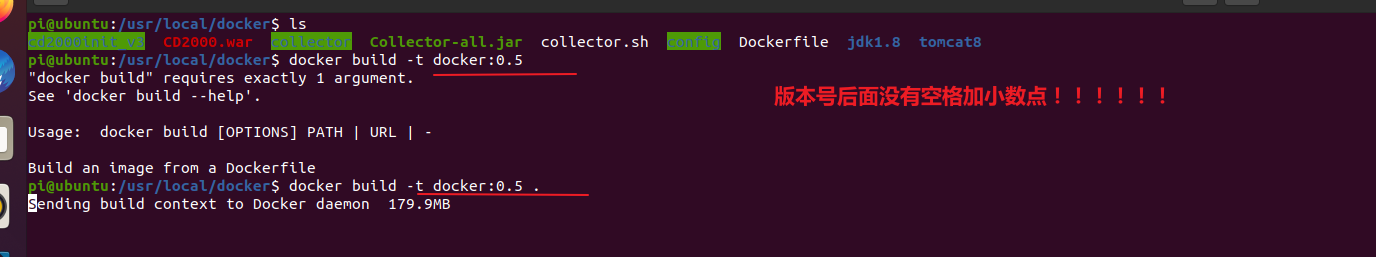 pi@ubuntu:/usr/local/docker$ ls
cd2000init_v3  CD2000.war  collector  Collector-all.jar  collector.sh  config  Dockerfile  jdk1.8  tomcat8
pi@ubuntu:/usr/local/docker$ docker build -t docker:0.5
"docker build" requires exactly 1 argument.
See 'docker build --help'.
版本号后面没有空格加小数点！！！！！！
Usage:  docker build [OPTIONS] PATH | URL | -
Build an image from a Dockerfile
pi@ubuntu:/usr/local/docker$ docker build -t docker:0.5 .
Sending build context to Docker daemon  179.9MB